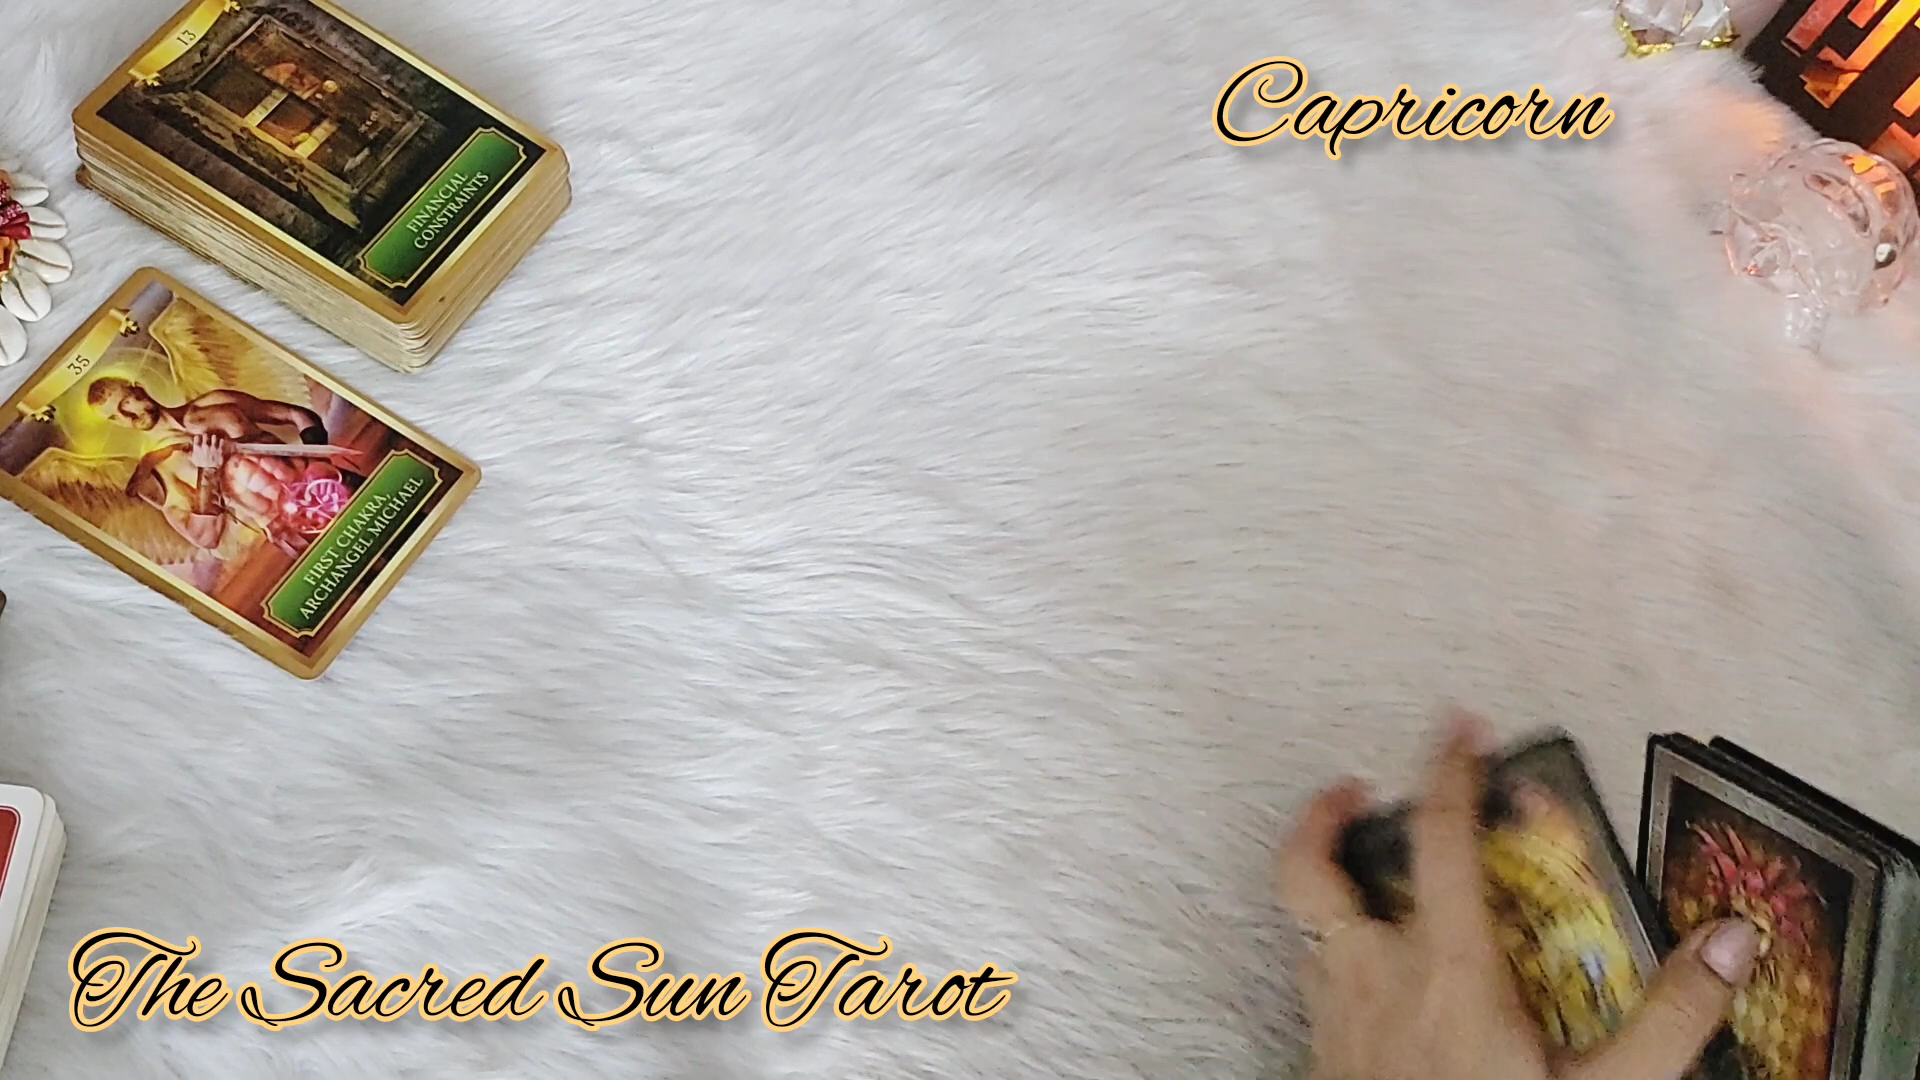 13
FINANCIAL
CONSTRAINTS
Capricorn
35
FIRST CHAKRA,
ARCHANGEL MICHAEL
The Sacred Sun Tarot